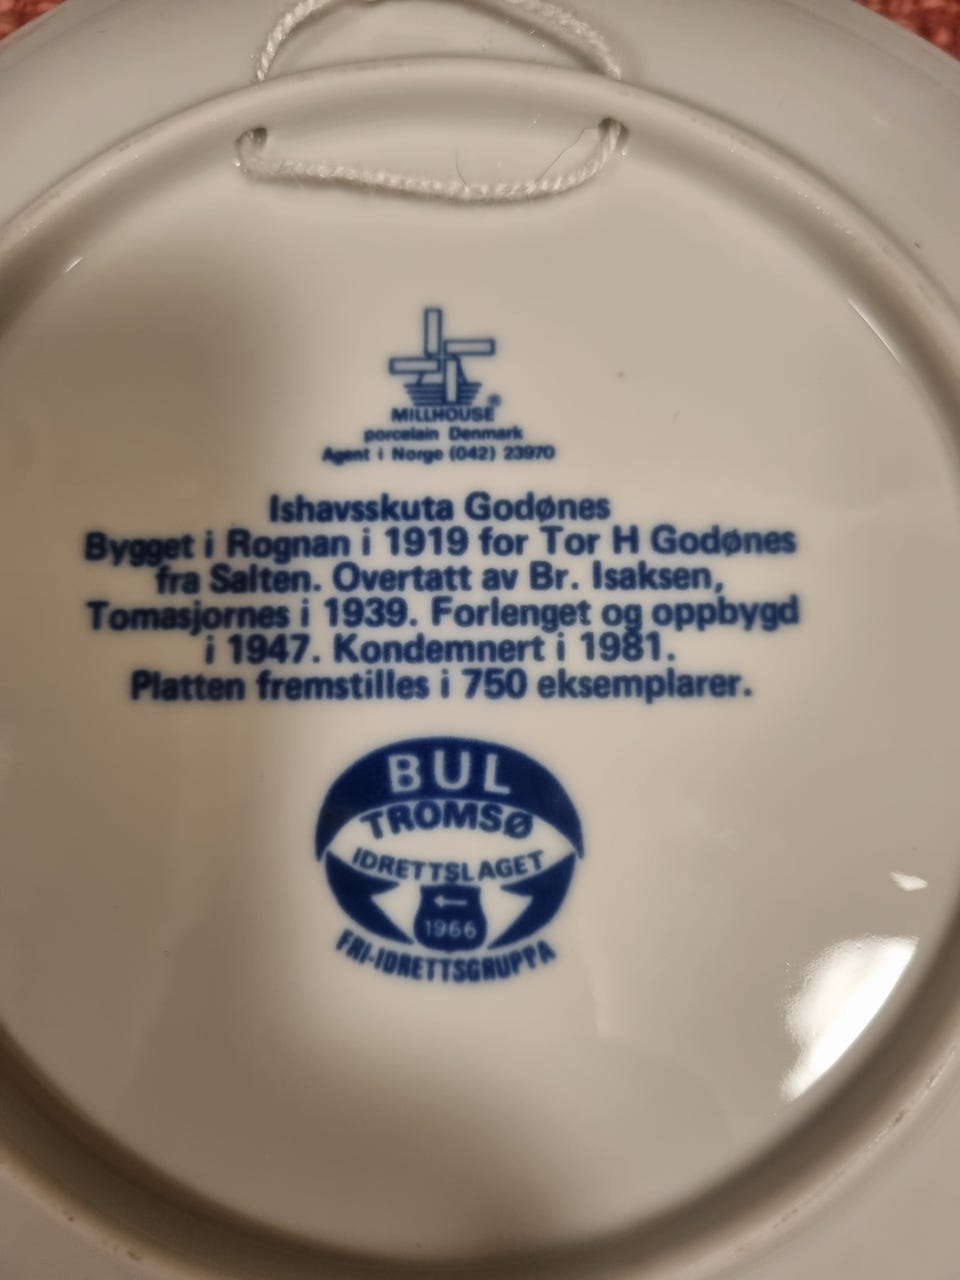 MILLHOUSE®
porcelain Denmark
Agent i Norge (042) 23970
Ishavsskuta Godønes
Bygget i Rognan i 1919 for Tor H Godønes
fra Salten. Overtatt av Br. Isaksen,
Tomasjornes i 1939. Forlenget og oppbygd
i 1947. Kondemnert i 1981.
Platten fremstilles i 750 eksemplarer.
BUL
TROMSØ
IDRETTSLAGET
1966
FRI-IDRETTSGRUPPA